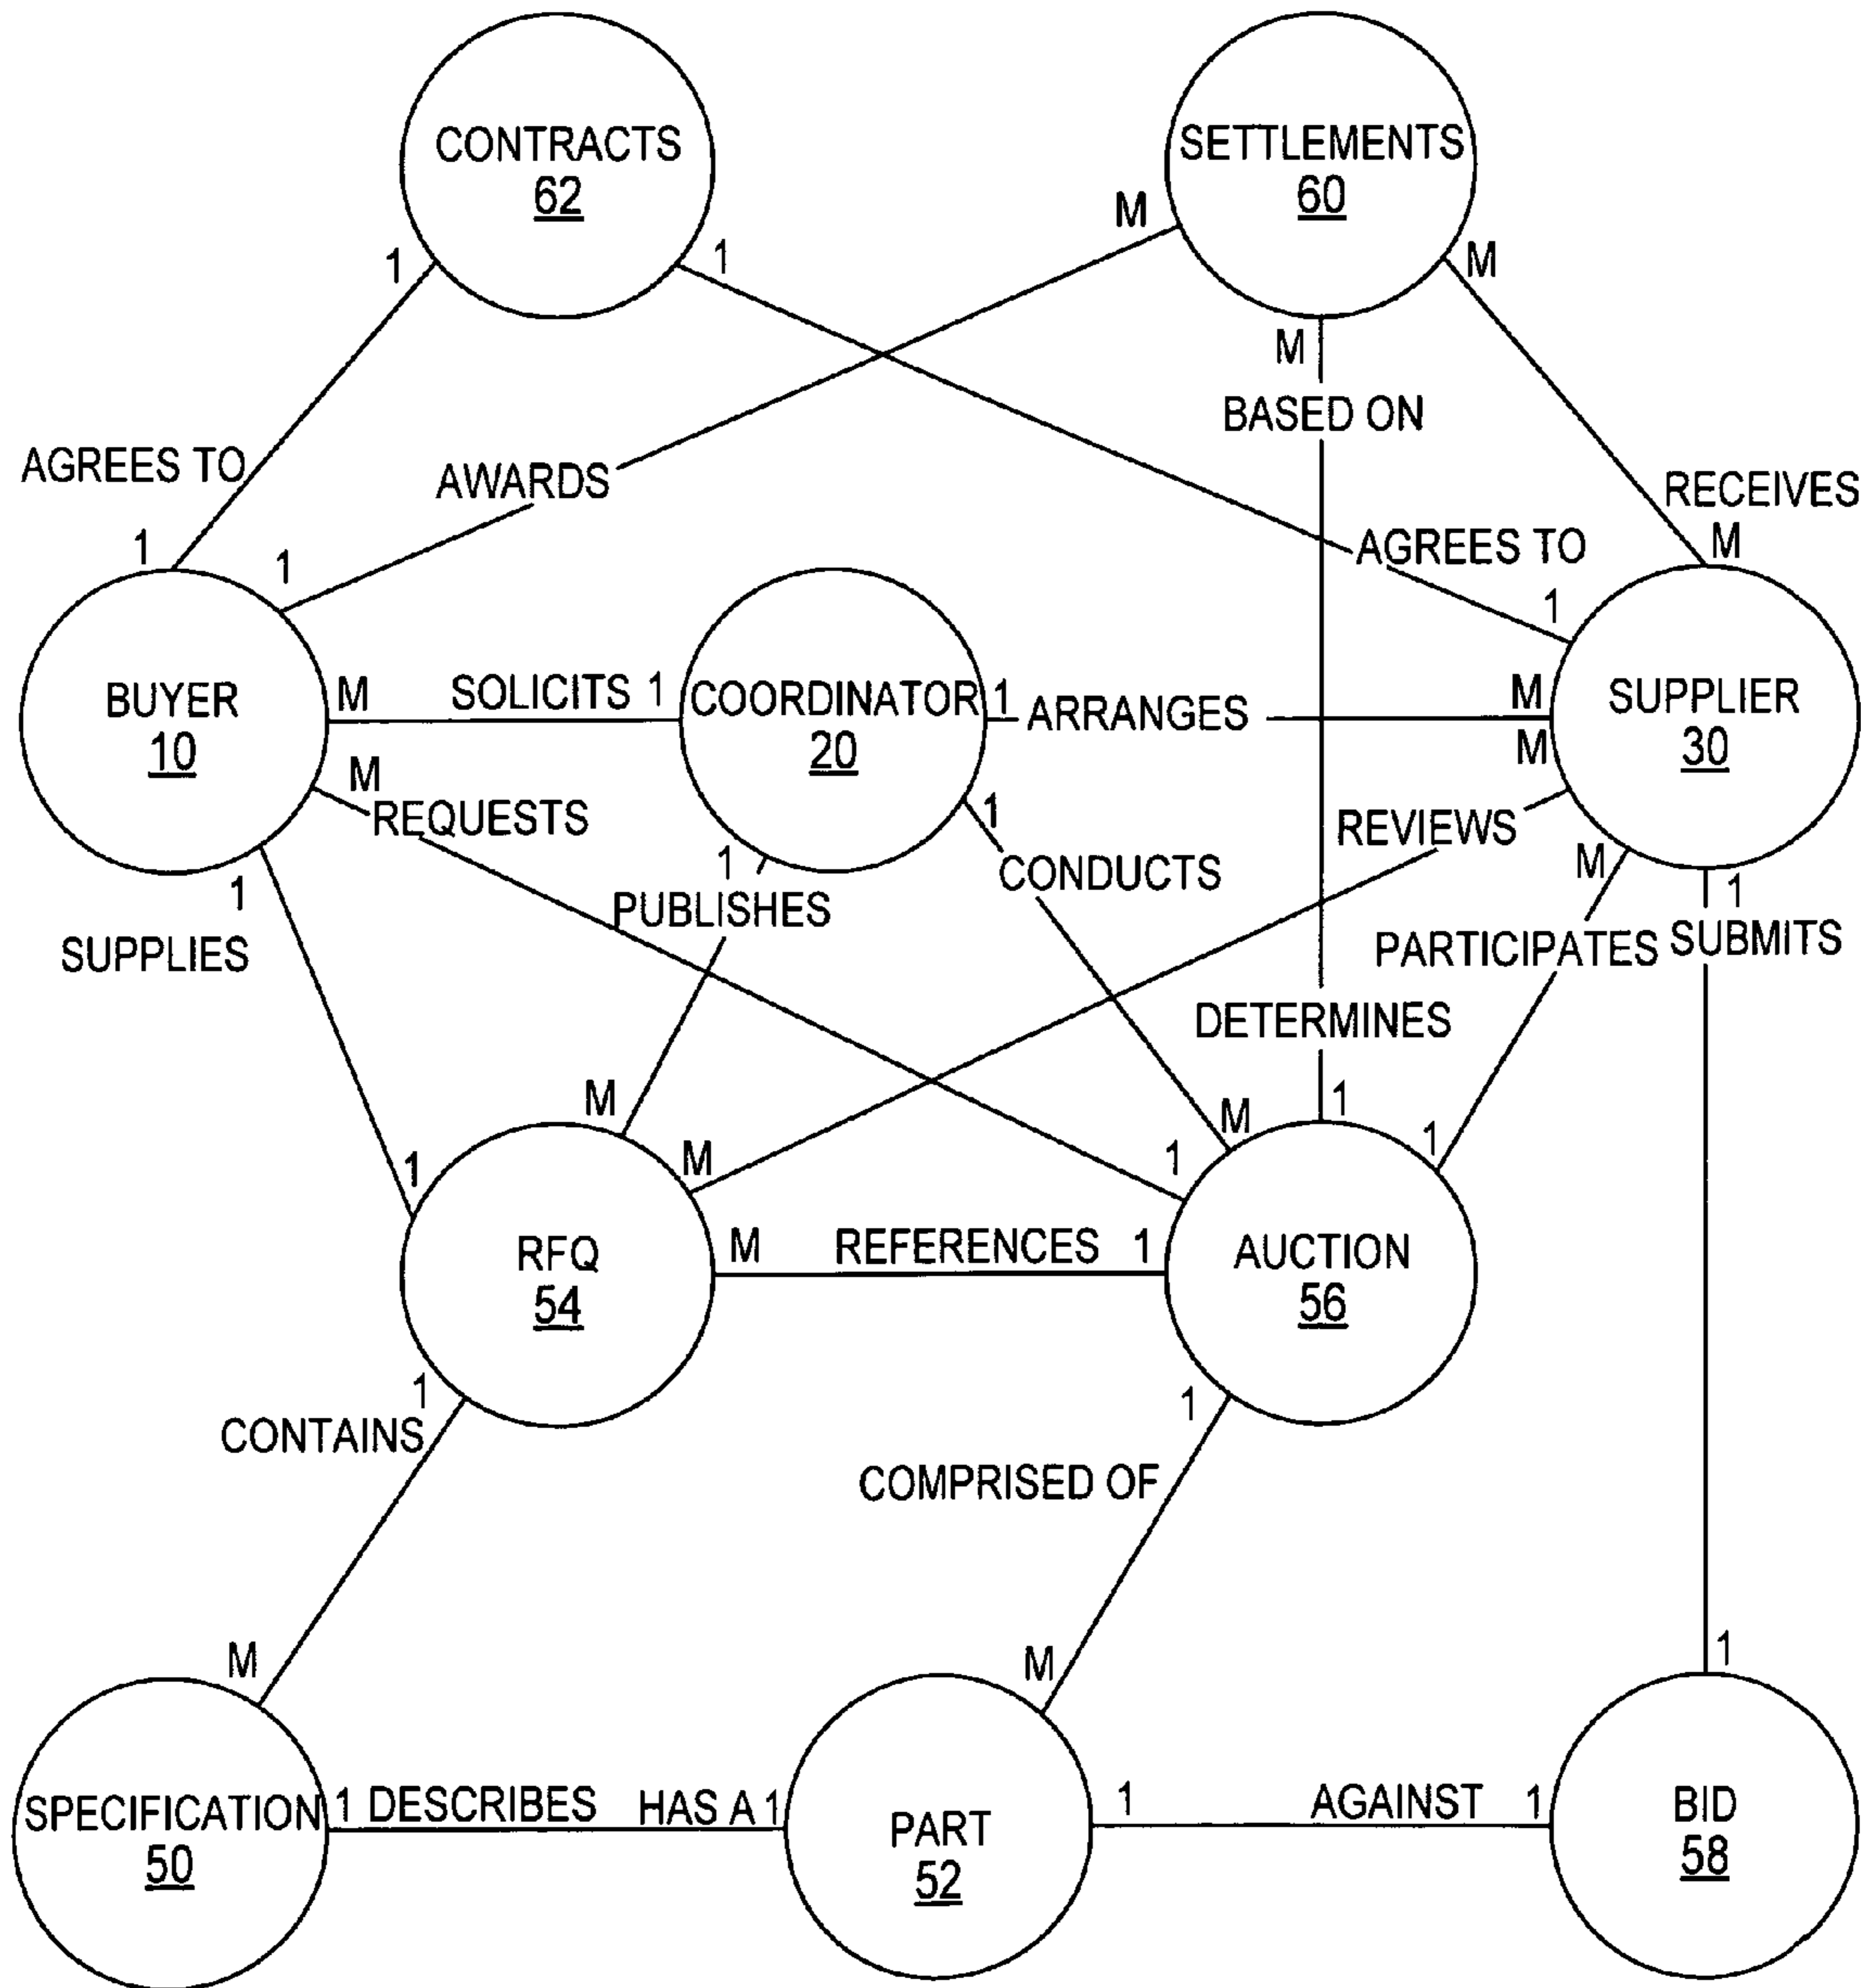 CONTRACTS
62
SETTLEMENTS
60
M
1
1
M
M
BASED ON
AGREES TO
AWARDS
RECEIVES
1
1
AGREES TO
M
1
BUYER
10
M
SOLICITS
1
COORDINATOR
20
1
ARRANGES
M
M
SUPPLIER
30
M
REQUESTS
1
REVIEWS
1
SUPPLIES
1
PUBLISHES
CONDUCTS
M
PARTICIPATES
1
SUBMITS
DETERMINES
M
M
1
1
M
1
1
RFQ
54
M
REFERENCES
1
AUCTION
56
1
CONTAINS
1
COMPRISED OF
M
M
1
SPECIFICATION
50
1
DESCRIBES
HAS A
1
PART
52
1
AGAINST
1
BID
58